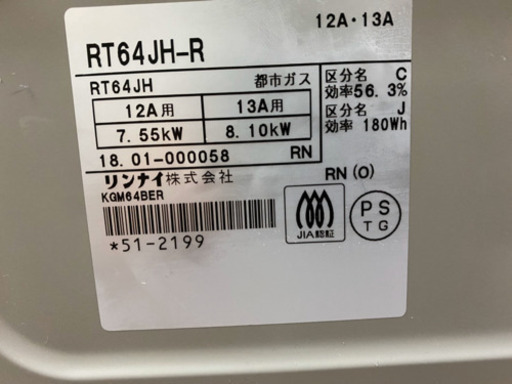 12A・13A
RT64JH-R
RT64JH 都市ガス
12A用 13A用
7.55kW 8.10kW
区分名 C
効率56.3%
区分名 J
効率 180Wh
18.01-000058 RN
リンナイ株式会社 RN(O)
KGM64BER
*51-2199
JIA認証
PS
TG